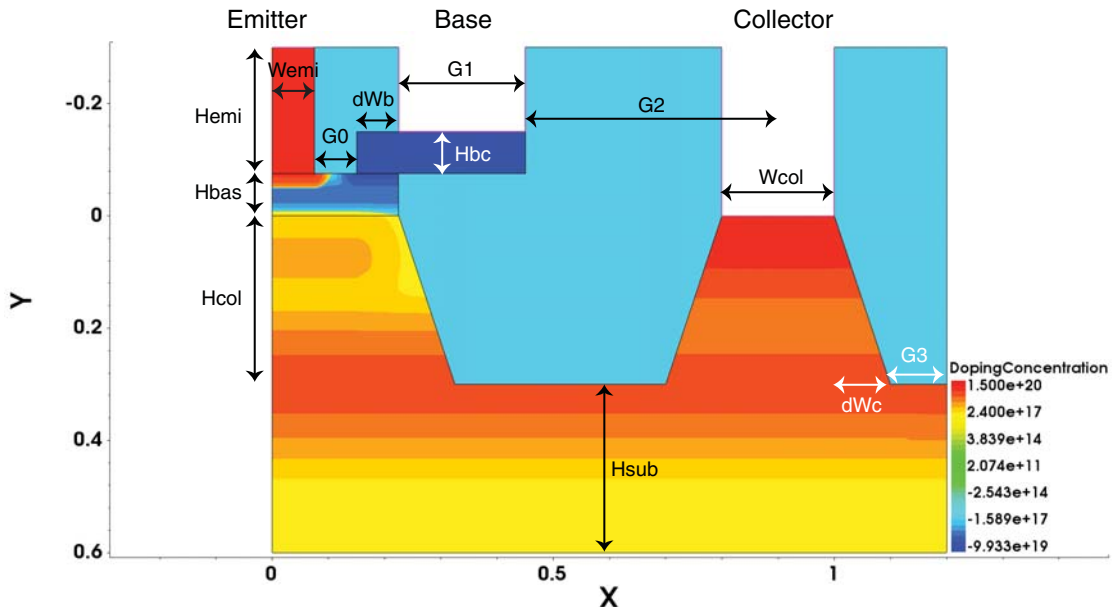 Emitter Base Collector
Wemi
G1
dWb
G2
-0.2
Hemi
G0
Hbc
Hbas
Wcol
0
Hcol
Y
0.2
G3
DopingConcentration
1.500e+20
dWc
2.400e+17
0.4
3.839e+14
Hsub
2.074e+11
-2.543e+14
-1.589e+17
0.6
-9.933e+19
0 0.5 1
X